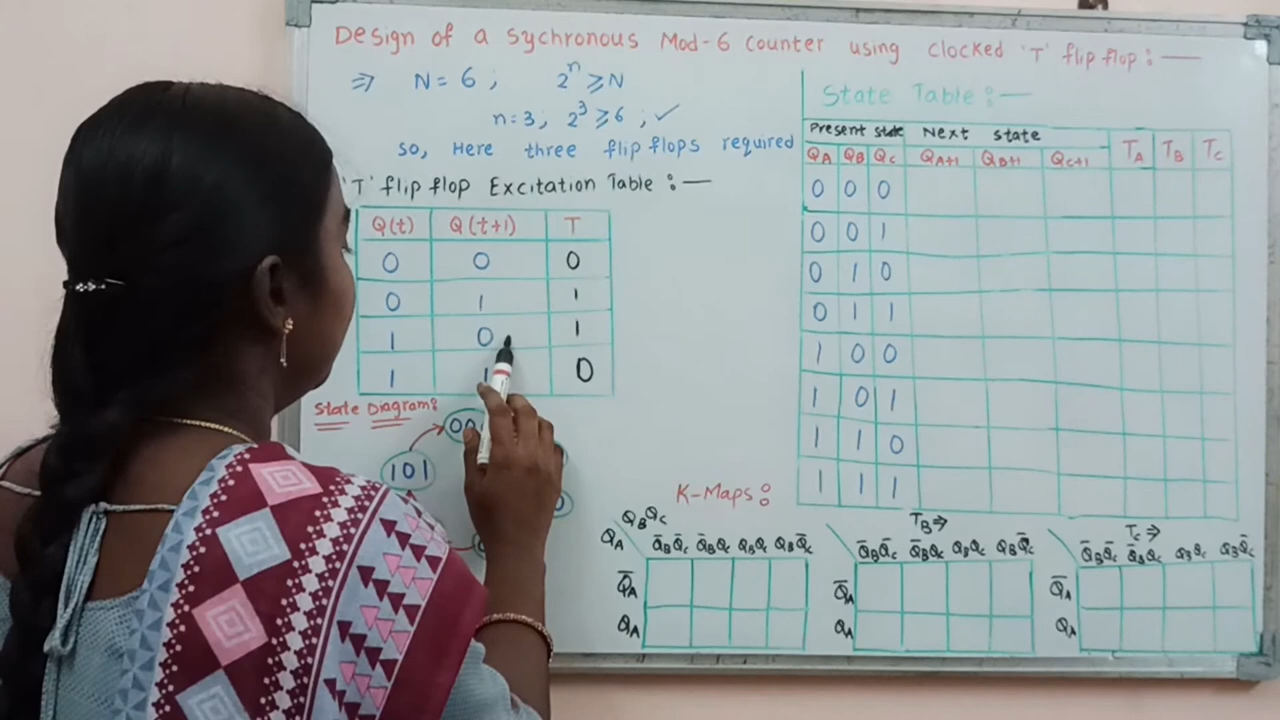 Design of a Sychronous Mod-6 Counter using clocked 'T' flip flop :—
⇒ N = 6 ; 2ⁿ ≥ N
n = 3, 2³ ≥ 6 ; ✓
so, Here three flip flops required
'T' flip flop Excitation Table :—
Q(t) Q(t+1) T
0 0 0
0 1 1
1 0 1
1 1 0
State Diagram:
101
State Table :—
Present state Next state
QA QB QC QA+1 QB+1 QC+1 TA TB TC
0 0 0
0 0 1
0 1 0
0 1 1
1 0 0
1 0 1
1 1 0
1 1 1
K-Maps :
QBQC
QA
Q̅BQ̅C Q̅BQC QBQC QBQ̅C
Q̅A
QA
TB ⇒
Q̅BQ̅C Q̅BQC QBQC QBQ̅C
Q̅A
QA
TC ⇒
Q̅BQ̅C Q̅BQC QBQC QBQ̅C
Q̅A
QA